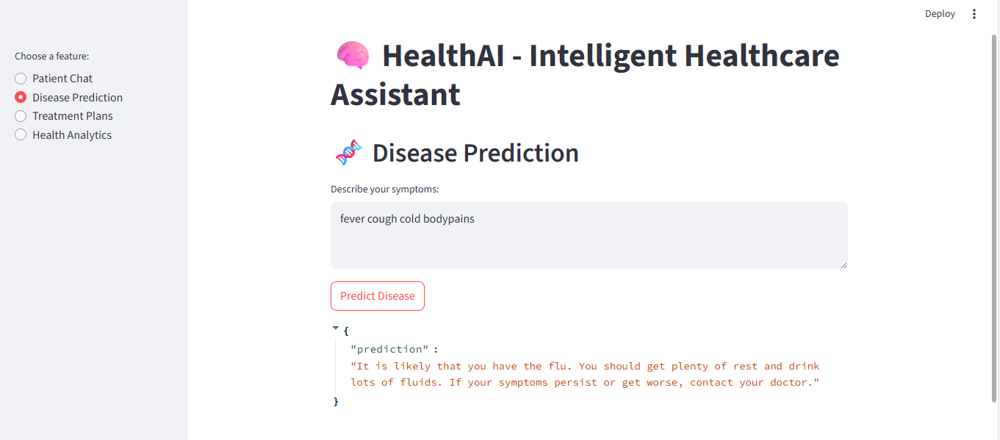 Deploy
Choose a feature:
Patient Chat
Disease Prediction
Treatment Plans
Health Analytics
HealthAI - Intelligent Healthcare
Assistant
Disease Prediction
Describe your symptoms:
fever cough cold bodypains
Predict Disease
{
"prediction" :
"It is likely that you have the flu. You should get plenty of rest and drink
lots of fluids. If your symptoms persist or get worse, contact your doctor."
}